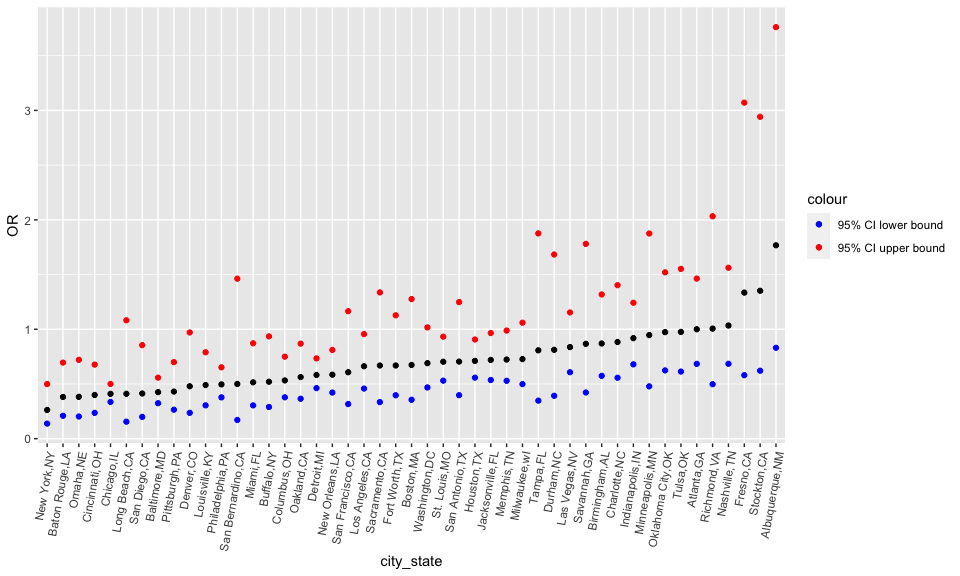 3
2
1
0
OR
New York,NY
Baton Rouge,LA
Omaha,NE
Cincinnati,OH
Chicago,IL
Long Beach,CA
San Diego,CA
Baltimore,MD
Pittsburgh,PA
Denver,CO
Louisville,KY
Philadelphia,PA
San Bernardino,CA
Miami,FL
Buffalo,NY
Columbus,OH
Oakland,CA
Detroit,MI
New Orleans,LA
San Francisco,CA
Los Angeles,CA
Sacramento,CA
Fort Worth,TX
Boston,MA
Washington,DC
St. Louis,MO
San Antonio,TX
Houston,TX
Jacksonville,FL
Memphis,TN
Milwaukee,wI
Tampa,FL
Durham,NC
Las Vegas,NV
Savannah,GA
Birmingham,AL
Charlotte,NC
Indianapolis,IN
Minneapolis,MN
Oklahoma City,OK
Tulsa,OK
Atlanta,GA
Richmond,VA
Nashville,TN
Fresno,CA
Stockton,CA
Albuquerque,NM
city_state
colour
95% CI lower bound
95% CI upper bound